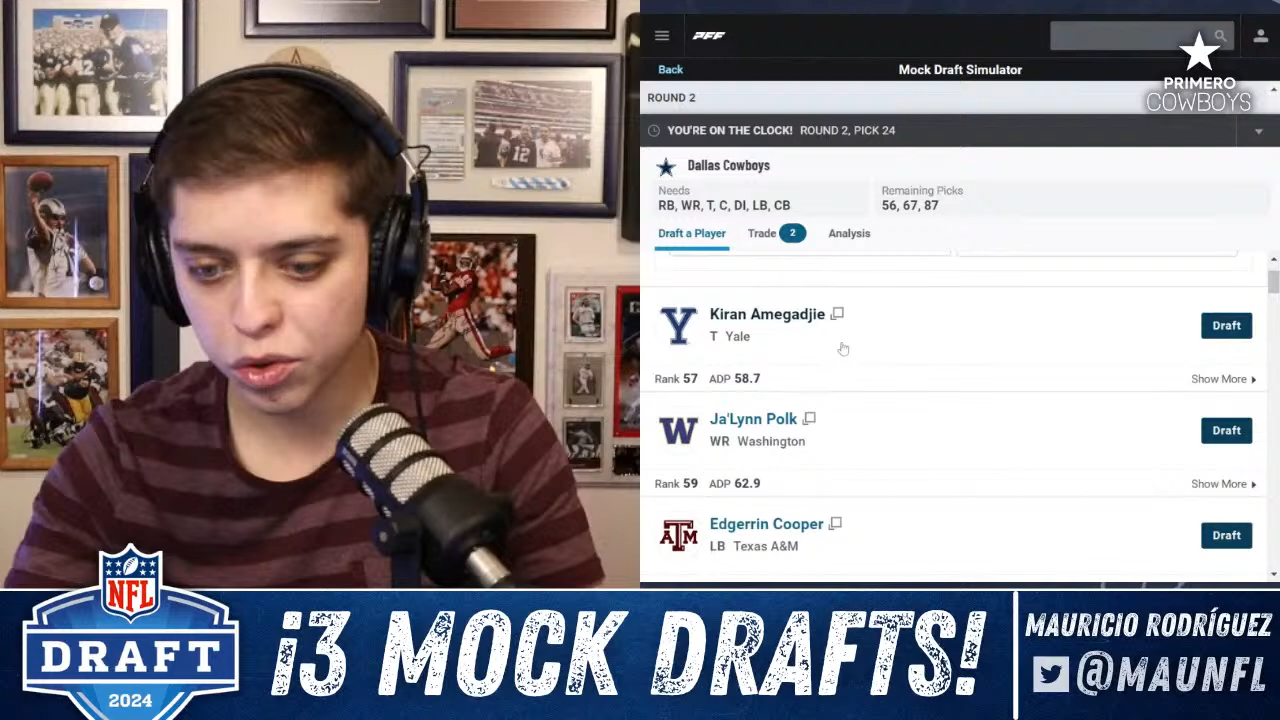 PFF
Back
Mock Draft Simulator
PRIMERO
COWBOYS
ROUND 2
YOU'RE ON THE CLOCK! ROUND 2, PICK 24
Dallas Cowboys
Needs
RB, WR, T, C, DI, LB, CB
Remaining Picks
56, 67, 87
Draft a Player
Trade 2
Analysis
Y
Kiran Amegadjie
T Yale
Draft
Rank 57 ADP 58.7
Show More
W
Ja'Lynn Polk
WR Washington
Draft
Rank 59 ADP 62.9
Show More
ATM
Edgerrin Cooper
LB Texas A&M
Draft
12
NFL
DRAFT
2024
¡3 MOCK DRAFTS!
MAURICIO RODRÍGUEZ
@MAUNFL